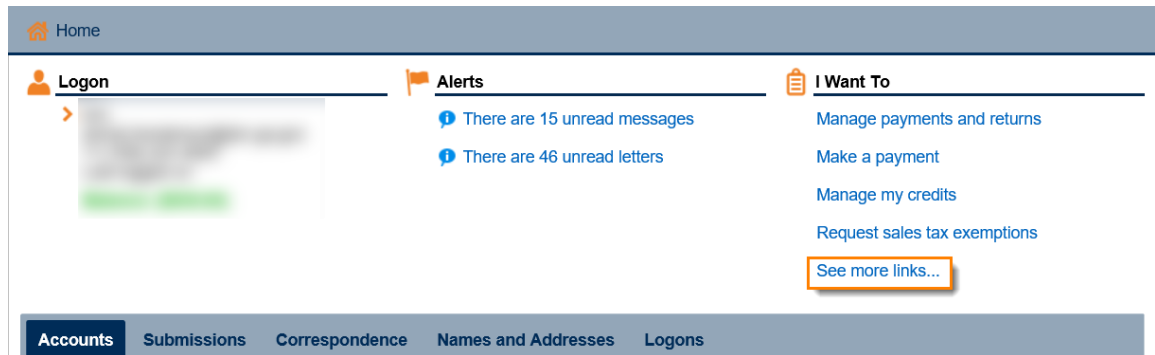 Home
Logon
Alerts
There are 15 unread messages
There are 46 unread letters
I Want To
Manage payments and returns
Make a payment
Manage my credits
Request sales tax exemptions
See more links...
Accounts Submissions Correspondence Names and Addresses Logons